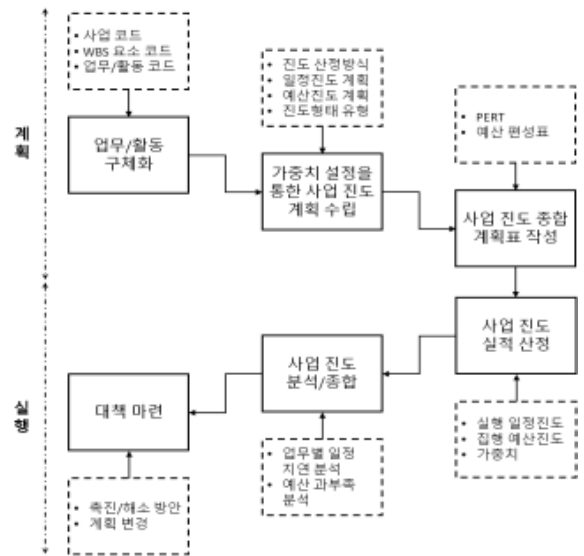 계획
• 사업 코드
• WBS 요소 코드
• 업무/활동 코드
업무/활동
구체화
• 진도 산정방식
• 일정진도 계획
• 예산진도 계획
• 진도형태 유형
가중치 설정을
통한 사업 진도
계획 수립
• PERT
• 예산 편성표
사업 진도 종합
계획표 작성
실행
사업 진도
실적 산정
• 실행 일정진도
• 집행 예산진도
• 가중치
사업 진도
분석/종합
• 업무별 일정
지연 분석
• 예산 과부족
분석
대책 마련
• 촉진/해소 방안
• 계획 변경